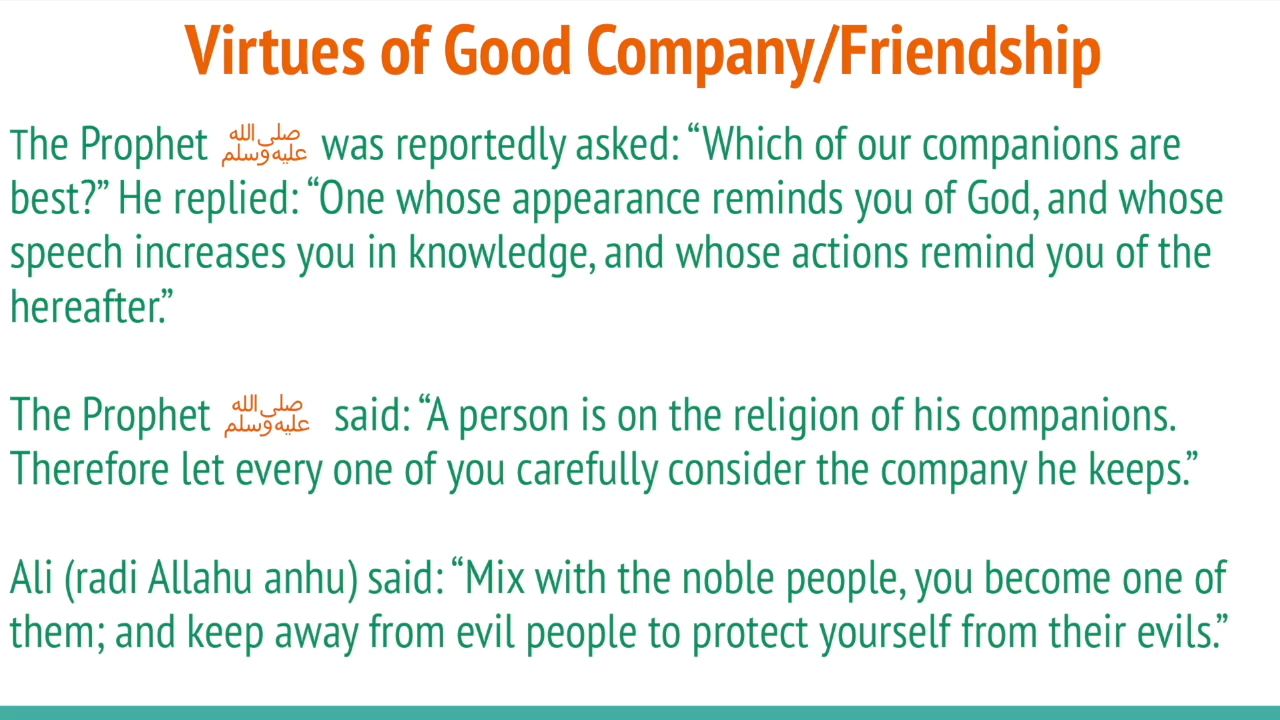 Virtues of Good Company/Friendship
The Prophet صلى الله عليه وسلم was reportedly asked: “Which of our companions are
best?” He replied: “One whose appearance reminds you of God, and whose
speech increases you in knowledge, and whose actions remind you of the
hereafter.”
The Prophet صلى الله عليه وسلم said: “A person is on the religion of his companions.
Therefore let every one of you carefully consider the company he keeps.”
Ali (radi Allahu anhu) said: “Mix with the noble people, you become one of
them; and keep away from evil people to protect yourself from their evils.”